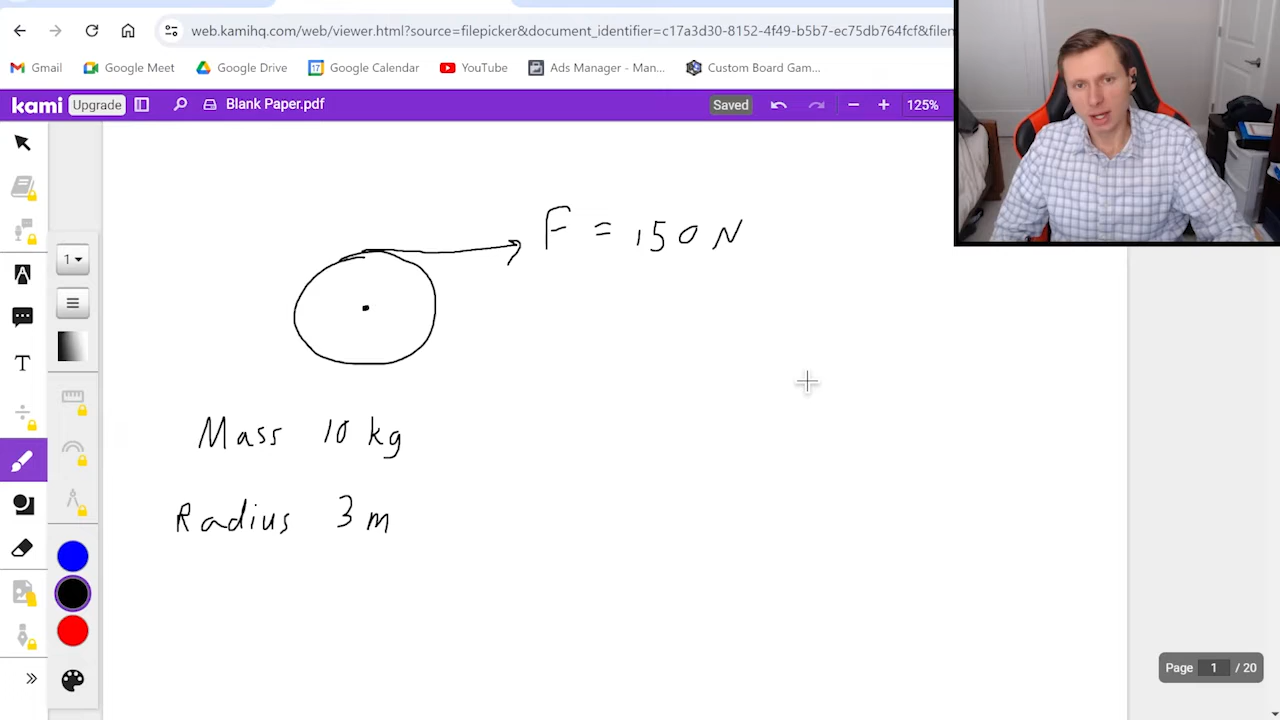 web.kamihq.com/web/viewer.html?source=filepicker&document_identifier=c17a3d30-8152-4f49-b5b7-ec75db764fcf&filen
Gmail
Google Meet
Google Drive
17
Google Calendar
YouTube
Ads Manager - Man...
Custom Board Gam...
kami
Upgrade
Blank Paper.pdf
Saved
125%
1
A
T
F = 150 N
Mass 10 kg
Radius 3 m
Page 1 / 20